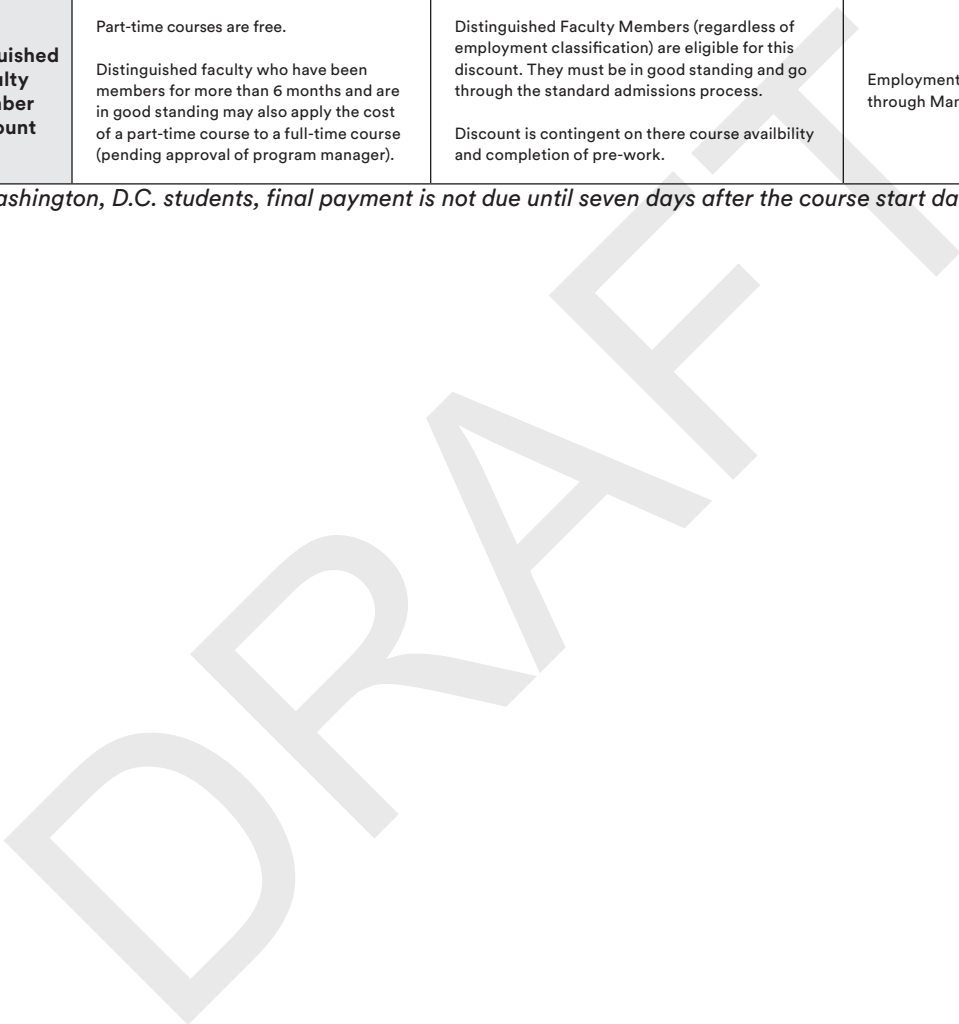 uished
ulty
ber
ount
Part-time courses are free.
Distinguished faculty who have been
members for more than 6 months and are
in good standing may also apply the cost
of a part-time course to a full-time course
(pending approval of program manager).
Distinguished Faculty Members (regardless of
employment classification) are eligible for this
discount. They must be in good standing and go
through the standard admissions process.
Discount is contingent on there course availbility
and completion of pre-work.
Employment
through Mar
ashington, D.C. students, final payment is not due until seven days after the course start da
DRAFT